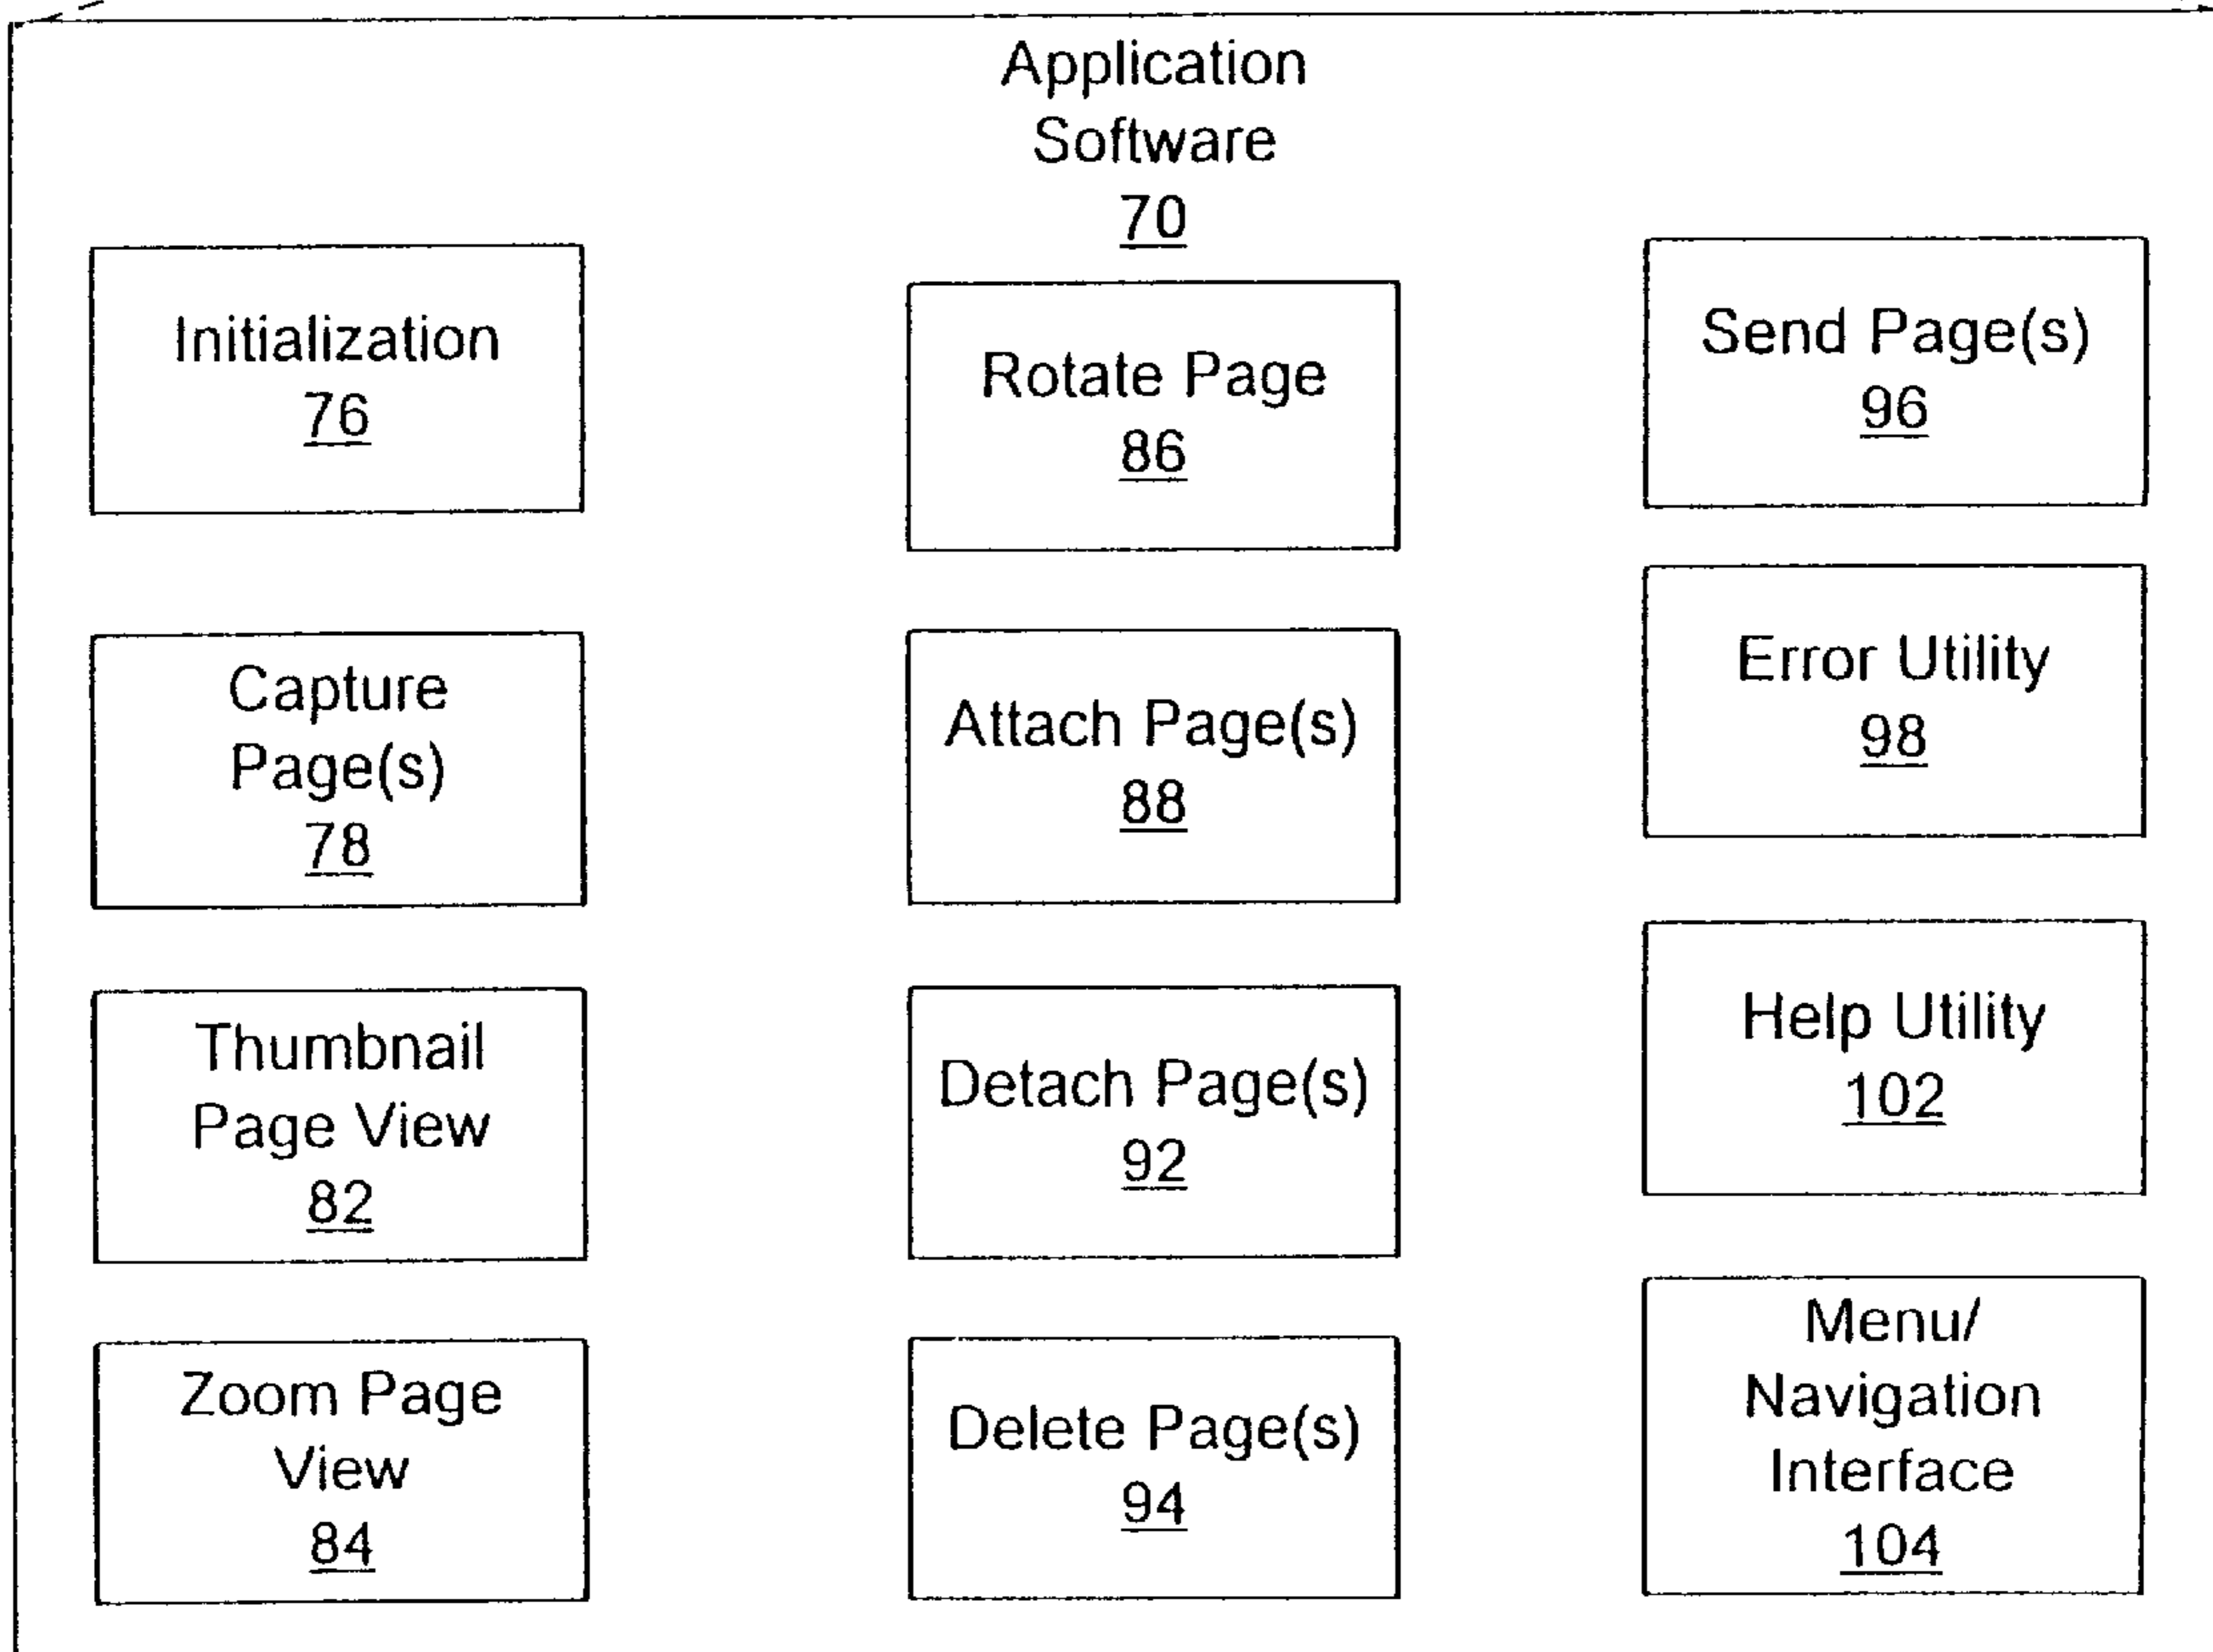 Application
Software
70
Initialization
76
Capture
Page(s)
78
Thumbnail
Page View
82
Zoom Page
View
84
Rotate Page
86
Attach Page(s)
88
Detach Page(s)
92
Delete Page(s)
94
Send Page(s)
96
Error Utility
98
Help Utility
102
Menu/
Navigation
Interface
104